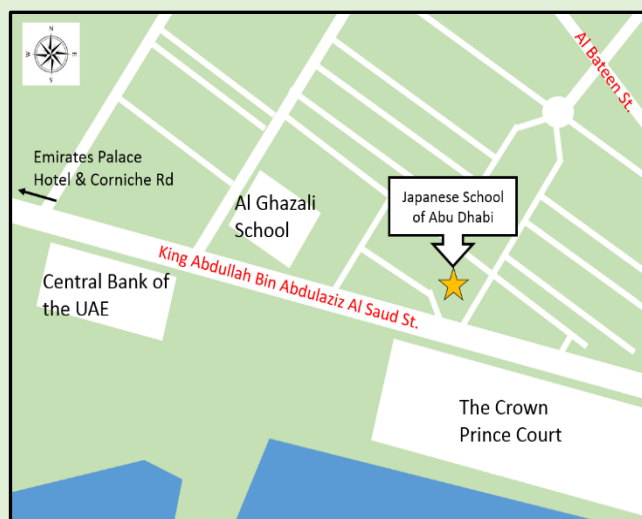 N
W
E
S
Al Bateen St.
Emirates Palace
Hotel & Corniche Rd
Japanese School
of Abu Dhabi
Al Ghazali
School
King Abdullah Bin Abdulaziz Al Saud St.
Central Bank of
the UAE
The Crown
Prince Court